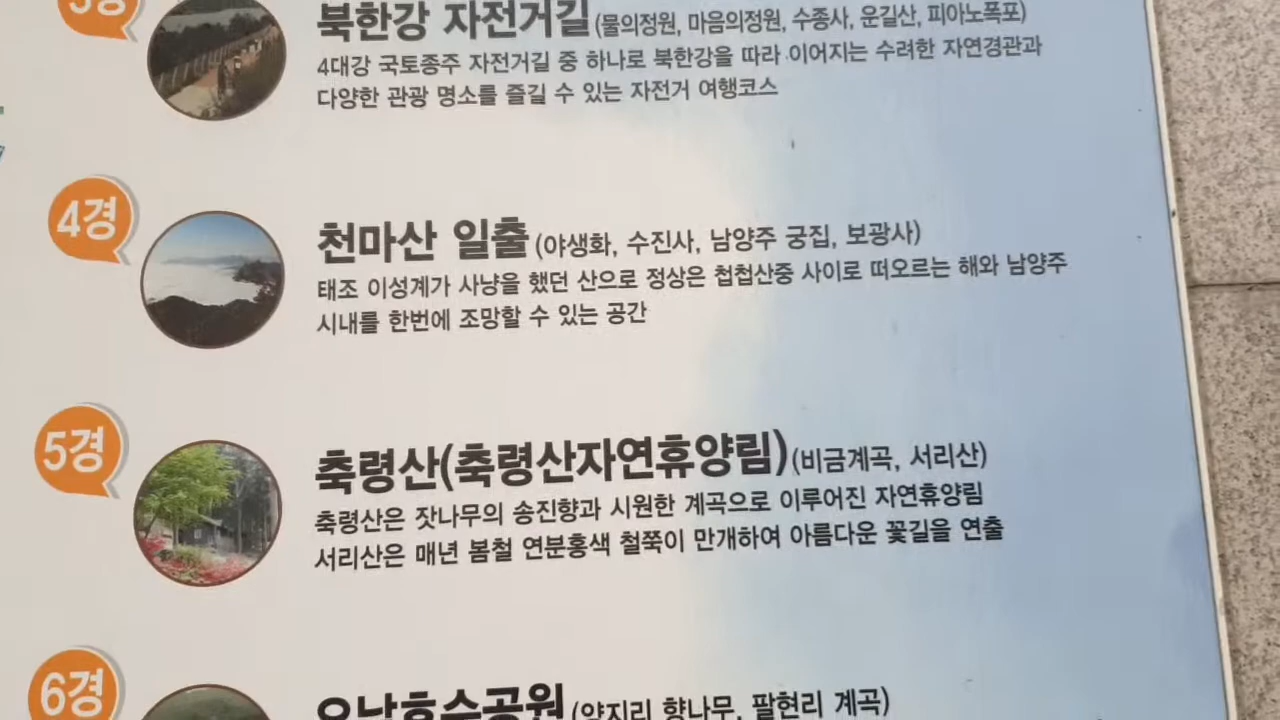 북한강 자전거길 (물의정원, 마음의정원, 수종사, 운길산, 피아노폭포)
4대강 국토종주 자전거길 중 하나로 북한강을 따라 이어지는 수려한 자연경관과
다양한 관광 명소를 즐길 수 있는 자전거 여행코스
4경
천마산 일출 (야생화, 수진사, 남양주 궁집, 보광사)
태조 이성계가 사냥을 했던 산으로 정상은 첩첩산중 사이로 떠오르는 해와 남양주
시내를 한번에 조망할 수 있는 공간
5경
축령산(축령산자연휴양림) (비금계곡, 서리산)
축령산은 잣나무의 송진향과 시원한 계곡으로 이루어진 자연휴양림
서리산은 매년 봄철 연분홍색 철쭉이 만개하여 아름다운 꽃길을 연출
6경
오남호수공원 (양지리 향나무, 팔현리 계곡)